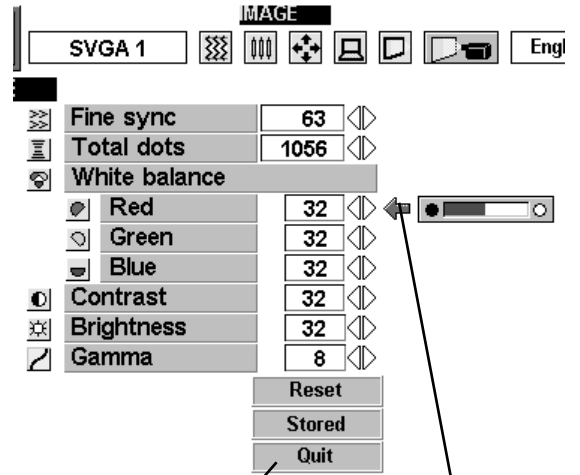 IMAGE
SVGA 1 Engl
Fine sync 63
Total dots 1056
White balance
Red 32
Green 32
Blue 32
Contrast 32
Brightness 32
Gamma 8
Reset
Stored
Quit